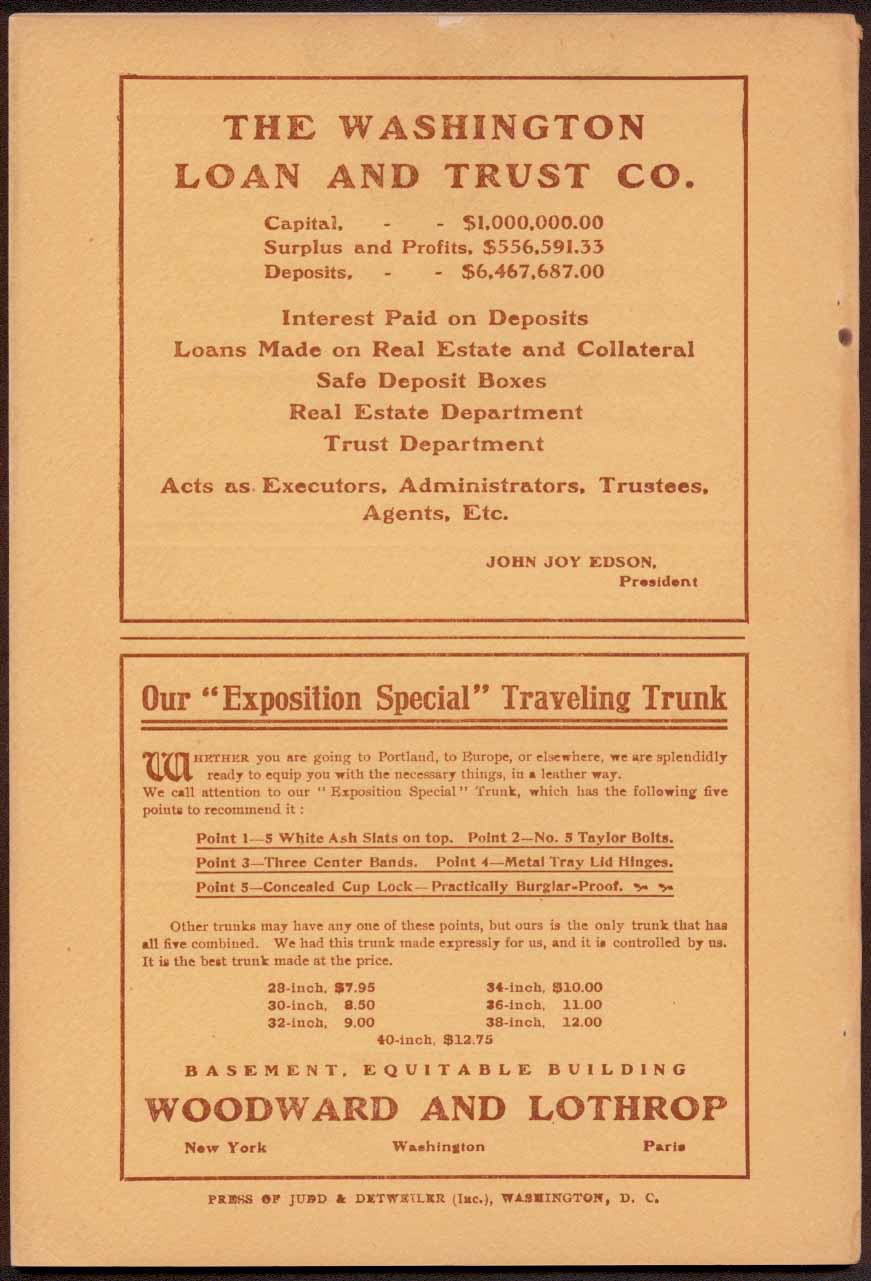 THE WASHINGTON
LOAN AND TRUST CO.
Capital, - - $1,000,000.00
Surplus and Profits, $556,591.33
Deposits, - - $6,467,687.00
Interest Paid on Deposits
Loans Made on Real Estate and Collateral
Safe Deposit Boxes
Real Estate Department
Trust Department
Acts as Executors, Administrators, Trustees,
Agents, Etc.
JOHN JOY EDSON,
President
Our “Exposition Special” Traveling Trunk
WHETHER you are going to Portland, to Europe, or elsewhere, we are splendidly
ready to equip you with the necessary things, in a leather way.
We call attention to our “Exposition Special” Trunk, which has the following five
points to recommend it :
Point 1—5 White Ash Slats on top. Point 2—No. 5 Taylor Bolts.
Point 3—Three Center Bands. Point 4—Metal Tray Lid Hinges.
Point 5—Concealed Cup Lock—Practically Burglar-Proof.
Other trunks may have any one of these points, but ours is the only trunk that has
all five combined. We had this trunk made expressly for us, and it is controlled by us.
It is the best trunk made at the price.
28-inch, $7.95 34-inch, $10.00
30-inch, 8.50 36-inch, 11.00
32-inch, 9.00 38-inch, 12.00
40-inch, $12.75
BASEMENT, EQUITABLE BUILDING
WOODWARD AND LOTHROP
New York Washington Paris
PRESS OF JUDD & DETWEILER (Inc.), WASHINGTON, D. C.